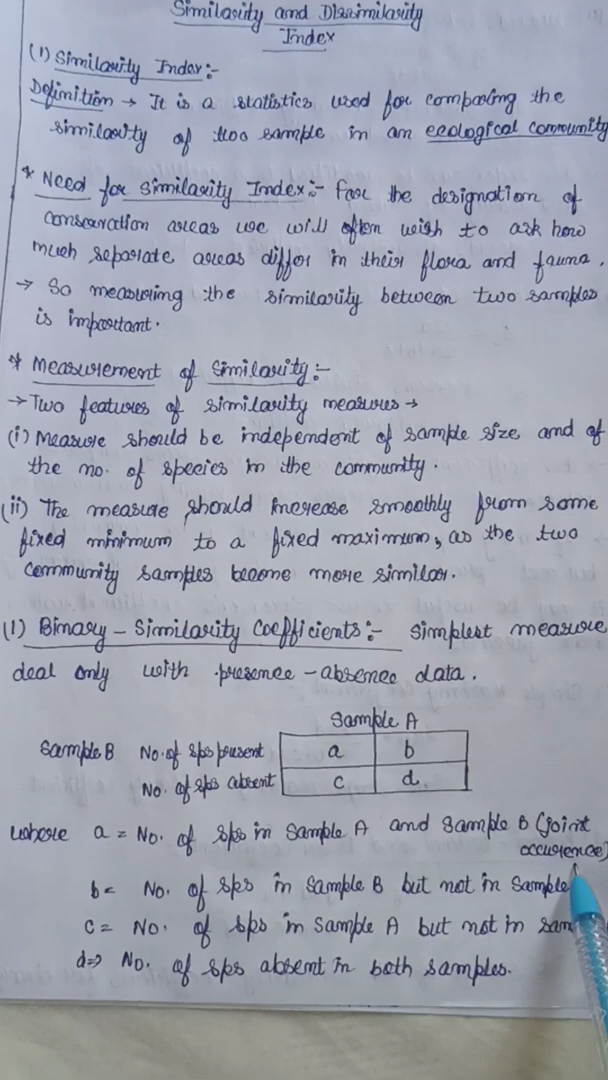 Similarity and Dissimilarity
Index
(1) Similarity Index:-
Definition → It is a statistics used for comparing the
similarity of two sample in an ecological community
* Need for similarity Index:- For the designation of
conservation areas we will often wish to ask how
much separate areas differ in their flora and fauna.
→ So measuring the similarity between two samples
is important.
* Measurement of Similarity:-
→ Two features of similarity measures →
(i) Measure should be independent of sample size and of
the no. of species in the community.
(ii) The measure should increase smoothly from some
fixed minimum to a fixed maximum, as the two
community samples become more similar.
(1) Binary - Similarity Coefficients:- Simplest measure
deal only with presence - absence data.
Sample A
Sample B No. of sps present a b
No. of sps absent c d
where a = No. of sps in Sample A and Sample B (joint
occurence)
b = No. of sps in Sample B but not in Sample
c = No. of sps in Sample A but not in sam
d ⇒ No. of sps absent in both samples.